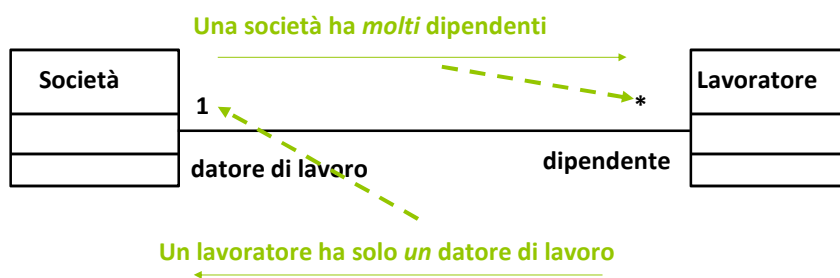 Una società ha molti dipendenti
Società
Lavoratore
1
*
datore di lavoro
dipendente
Un lavoratore ha solo un datore di lavoro